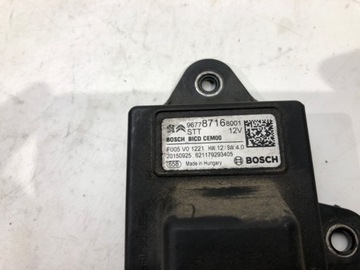 9677871680 01
STT 12V
BOSCH BICD CEM00
F005 V0 1221 HW 12 / SW 4.0
20150925 621179293405
658 Made in Hungary BOSCH